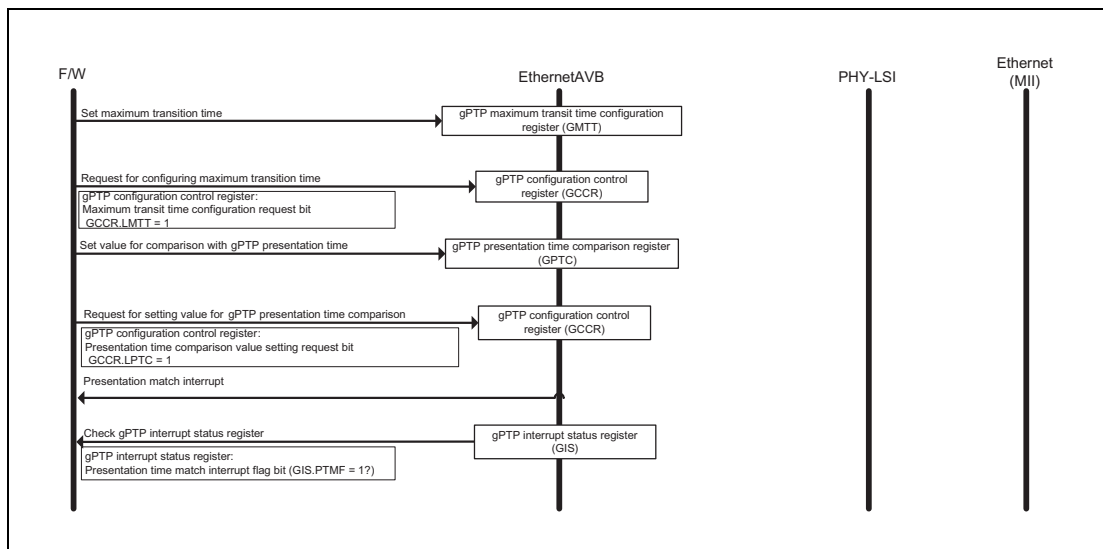 F/W
EthernetAVB
PHY-LSI
Ethernet
(MII)
Set maximum transition time
gPTP maximum transit time configuration
register (GMTT)
Request for configuring maximum transition time
gPTP configuration control
register (GCCR)
gPTP configuration control register:
Maximum transit time configuration request bit
GCCR.LMTT = 1
Set value for comparison with gPTP presentation time
gPTP presentation time comparison register
(GPTC)
Request for setting value for gPTP presentation time comparison
gPTP configuration control
register (GCCR)
gPTP configuration control register:
Presentation time comparison value setting request bit
GCCR.LPTC = 1
Presentation match interrupt
Check gPTP interrupt status register
gPTP interrupt status register
(GIS)
gPTP interrupt status register:
Presentation time match interrupt flag bit (GIS.PTMF = 1?)